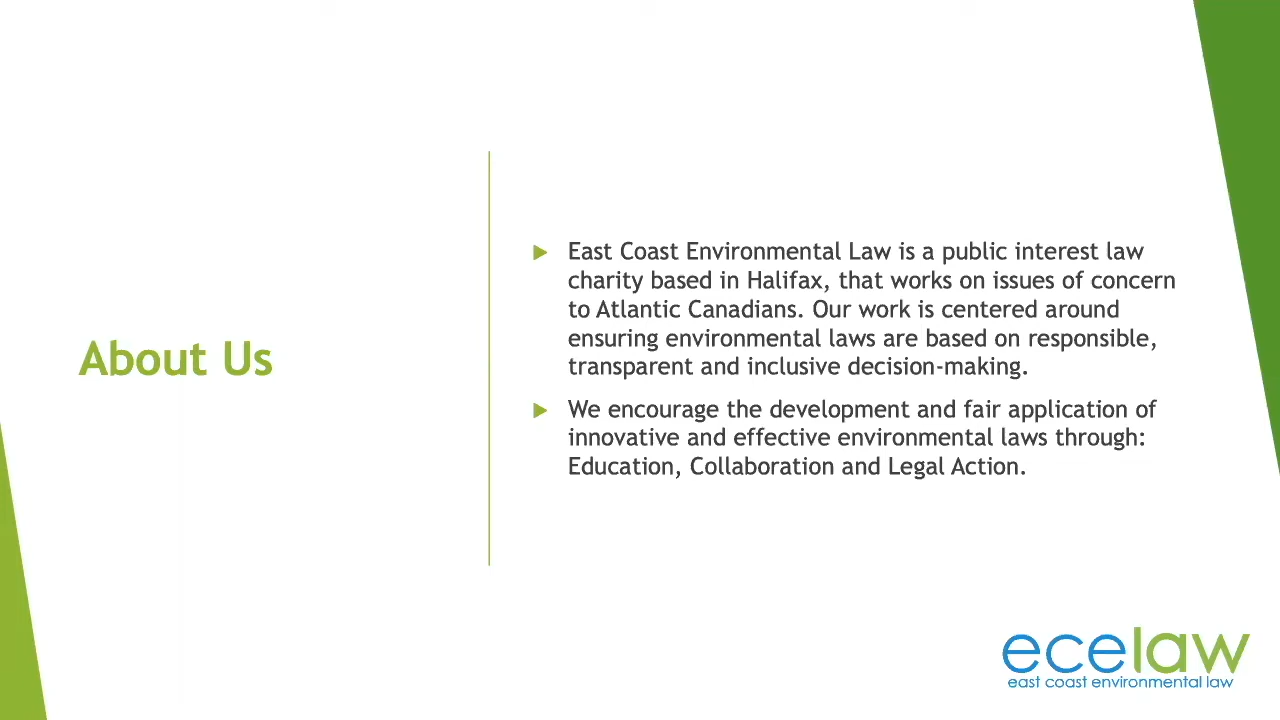 About Us
East Coast Environmental Law is a public interest law
charity based in Halifax, that works on issues of concern
to Atlantic Canadians. Our work is centered around
ensuring environmental laws are based on responsible,
transparent and inclusive decision-making.
We encourage the development and fair application of
innovative and effective environmental laws through:
Education, Collaboration and Legal Action.
ecelaw
east coast environmental law